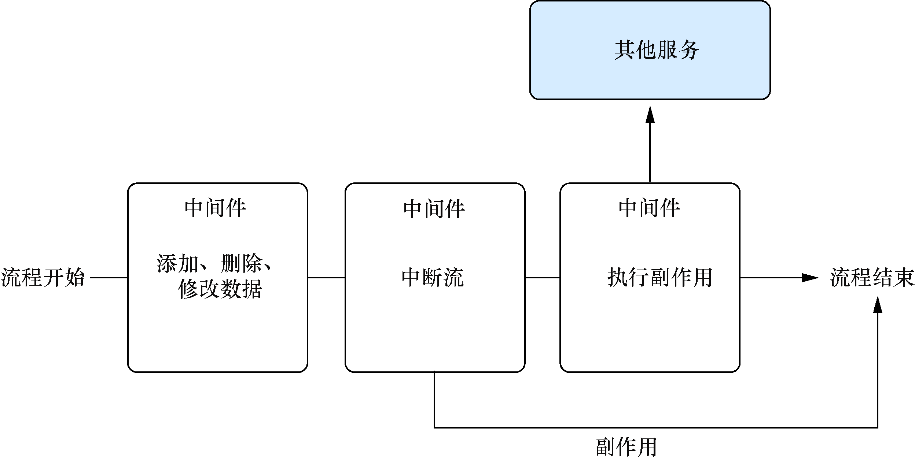 其他服务
中间件
中间件
中间件
流程开始
添加、删除、
修改数据
中断流
执行副作用
流程结束
副作用